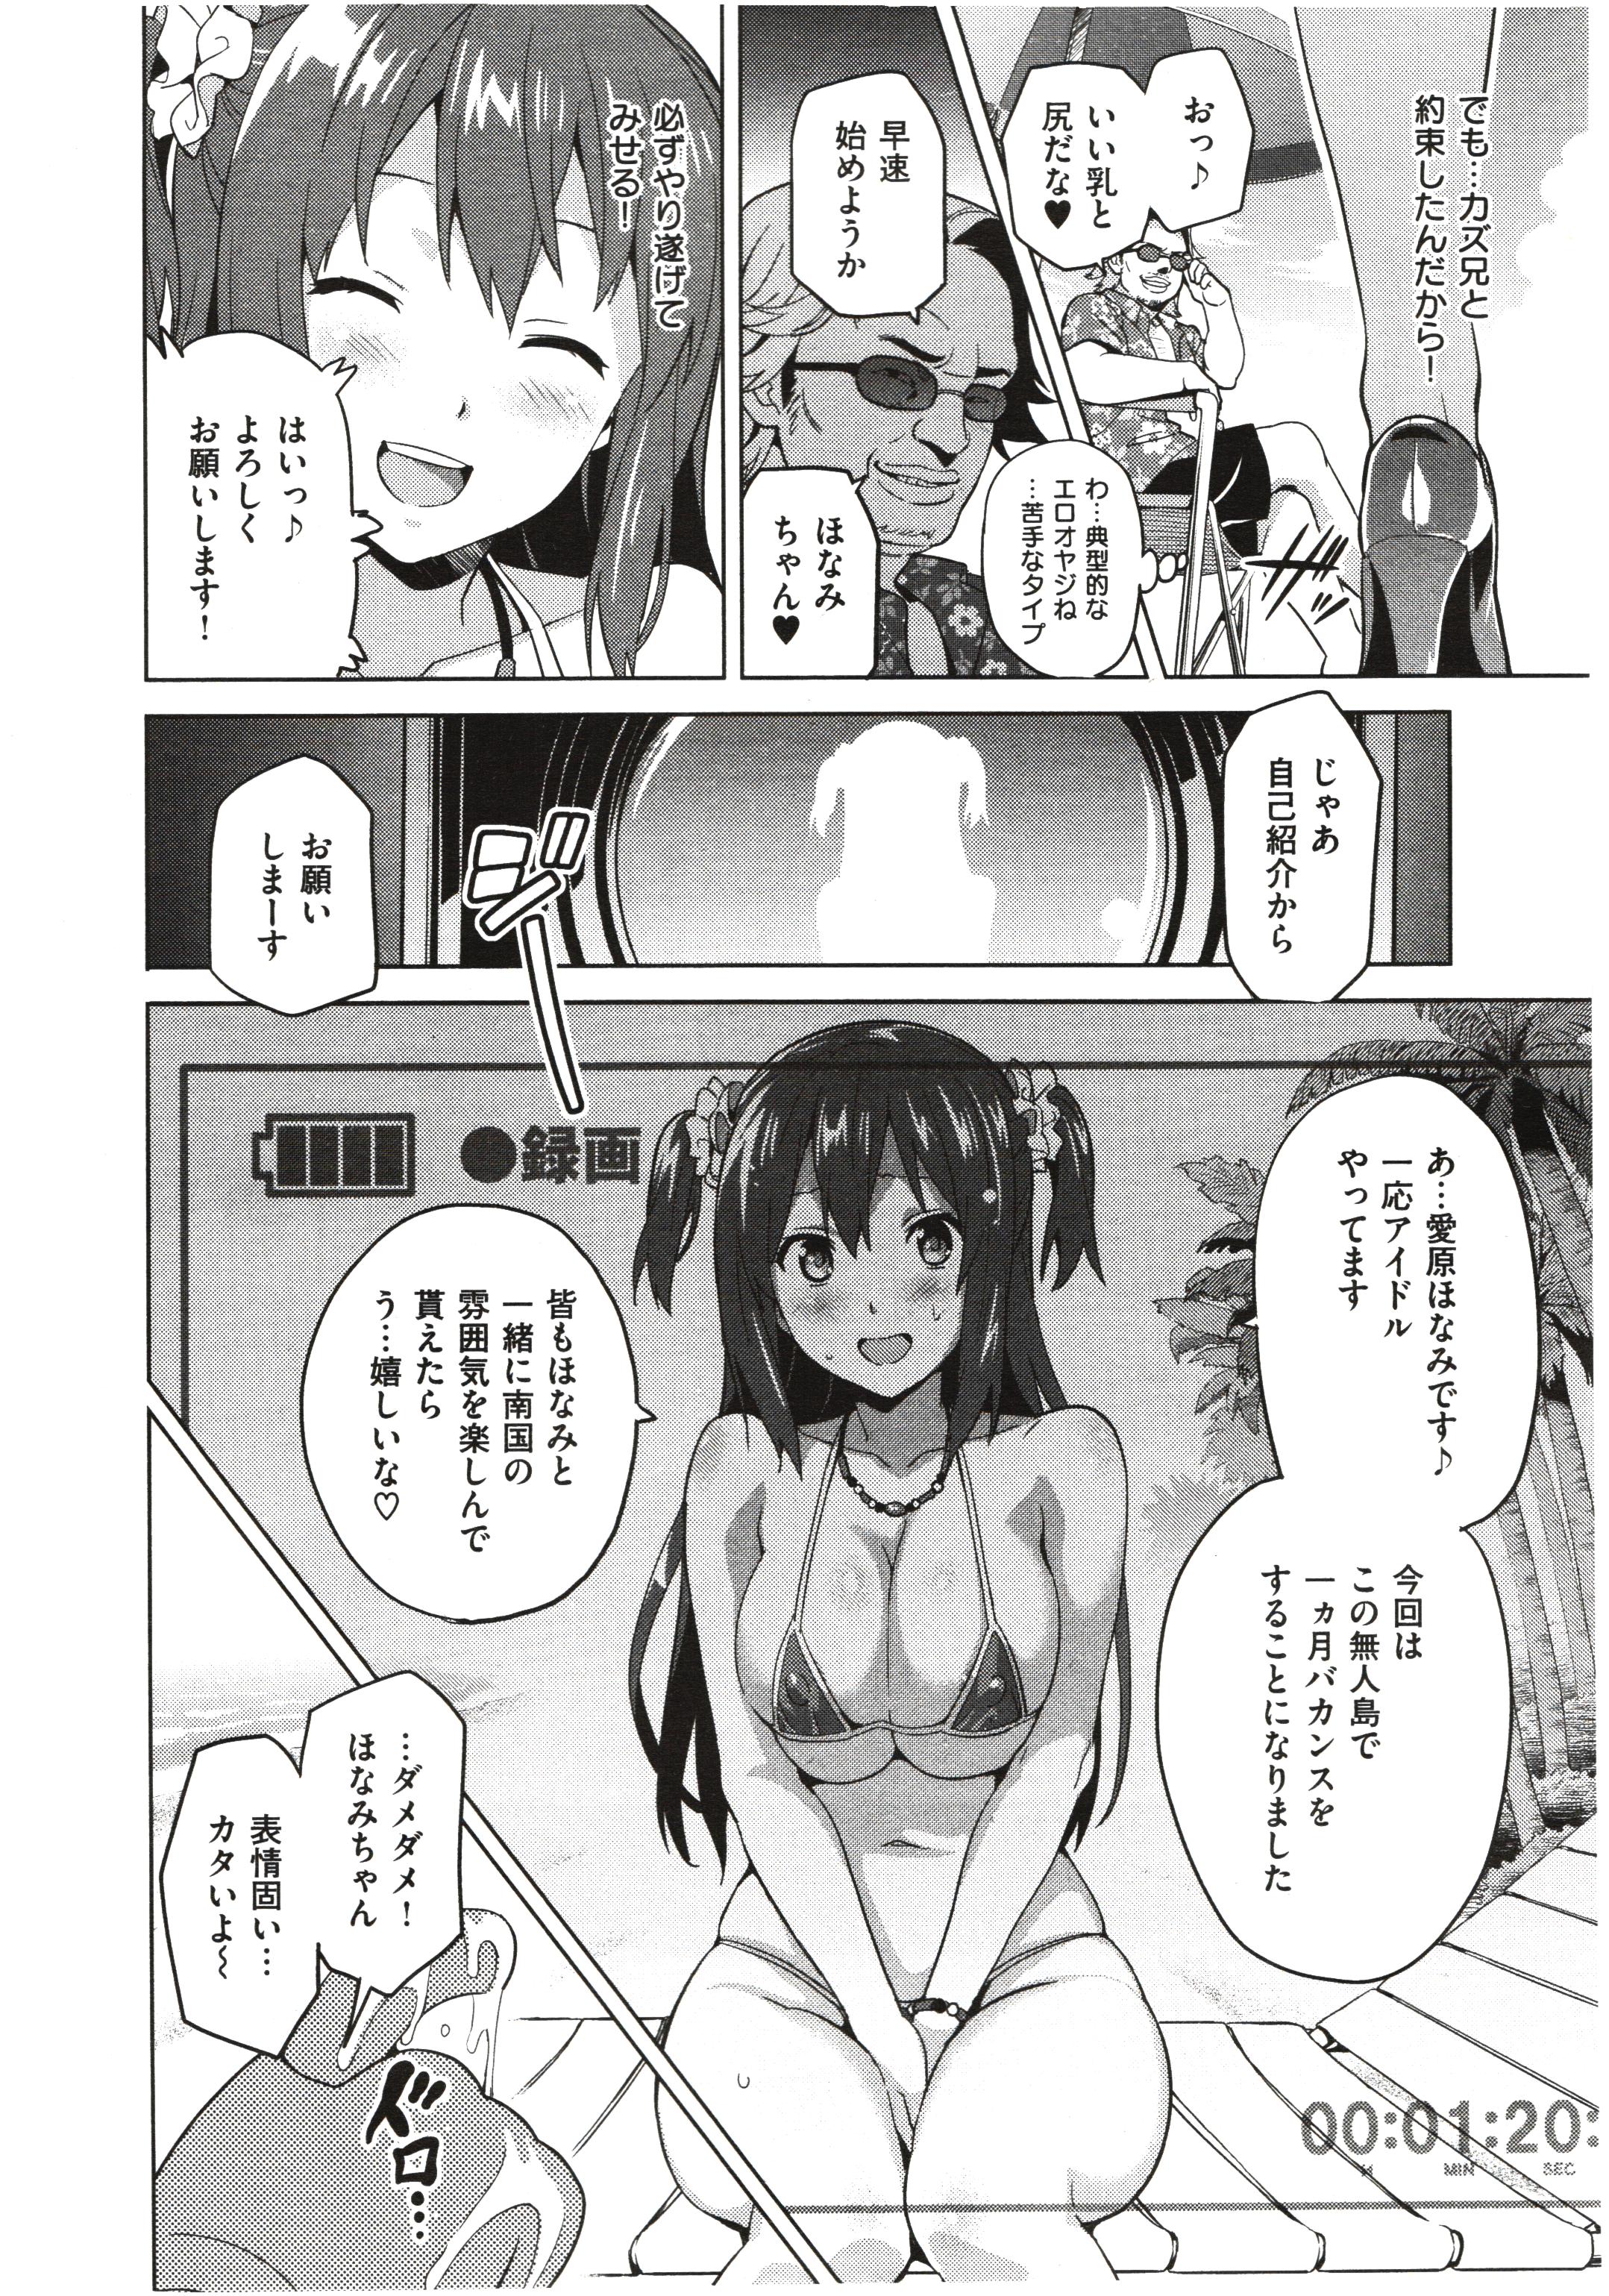 でも…カズ兄と
約束したんだから！
おっ♪
いい乳と
尻だな♥
わ…典型的な
エロオヤジね
…苦手なタイプ
早速
始めようか
ほなみ
ちゃん♥
必ずやり遂げて
みせる！
はいっ♪
よろしく
お願いします！
じゃあ
自己紹介から
ジー
お願い
しまーす
●録画
あ…愛原ほなみです♪
一応アイドル
やってます
今回は
この無人島で
一ヵ月バカンスを
することになりました
皆もほなみと
一緒に南国の
雰囲気を楽しんで
貰えたら
う…嬉しいな♡
00:01:20:
H MIN SEC
…ダメダメ！
ほなみちゃん
表情固い…
カタいよ〜
ズロ…